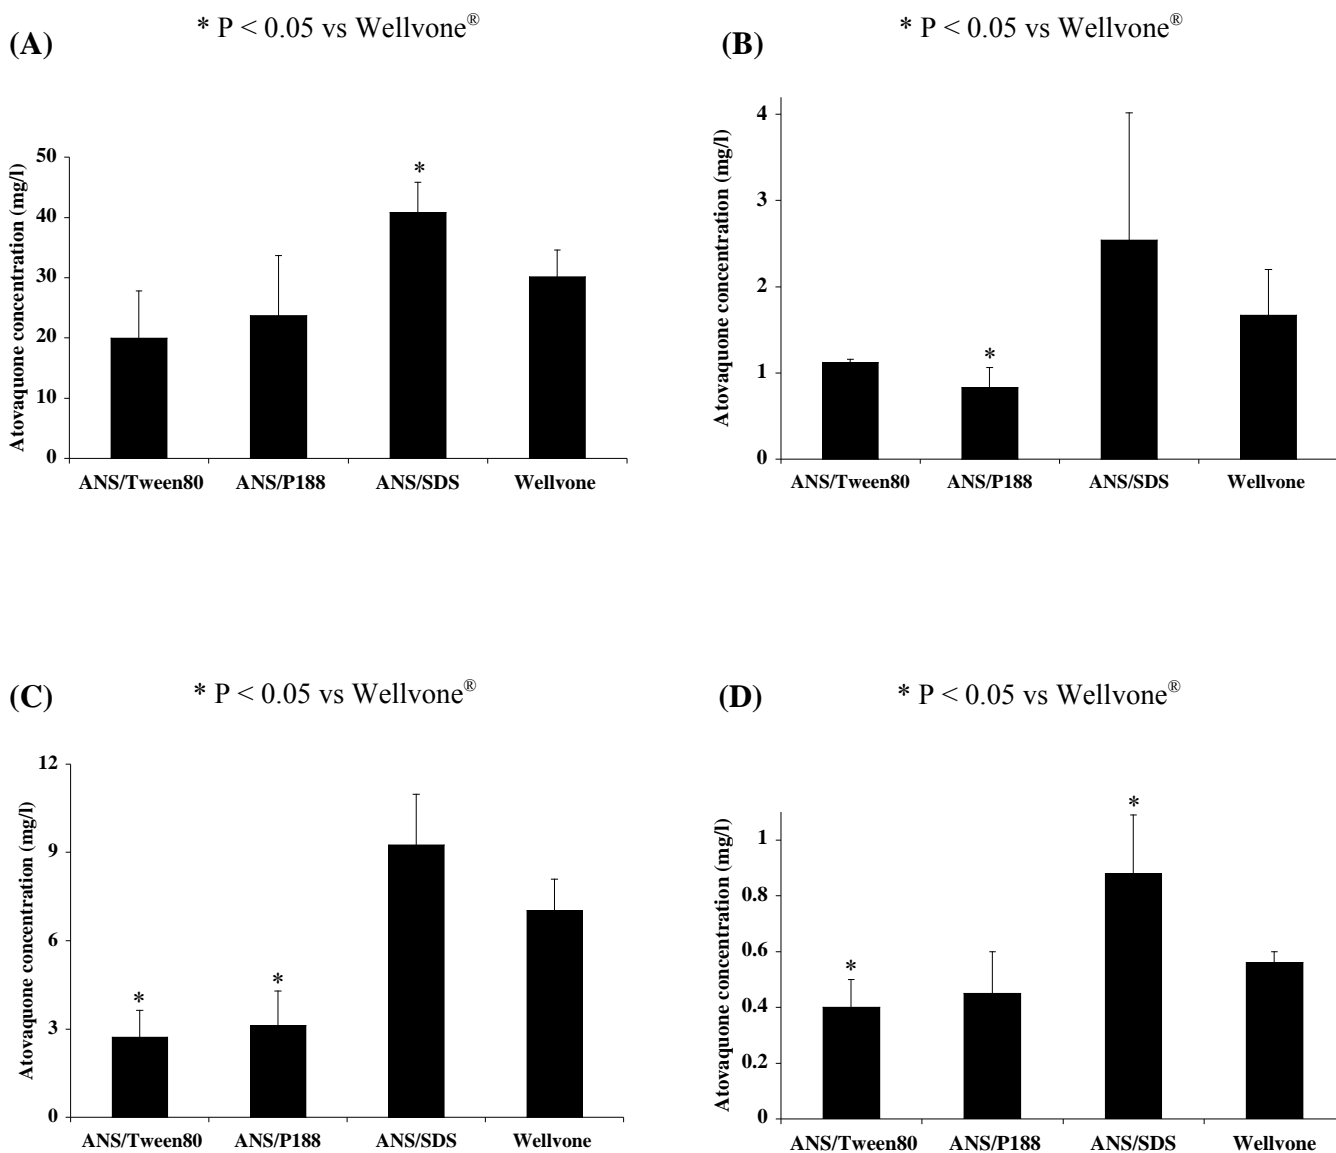 (A)
* P < 0.05 vs Wellvone®
Atovaquone concentration (mg/l)
50
40
30
20
10
0
*
ANS/Tween80 ANS/P188 ANS/SDS Wellvone
(B)
* P < 0.05 vs Wellvone®
Atovaquone concentration (mg/l)
4
3
2
1
0
*
ANS/Tween80 ANS/P188 ANS/SDS Wellvone
(C)
* P < 0.05 vs Wellvone®
Atovaquone concentration (mg/l)
12
9
6
3
0
* *
ANS/Tween80 ANS/P188 ANS/SDS Wellvone
(D)
* P < 0.05 vs Wellvone®
Atovaquone concentration (mg/l)
1
0.8
0.6
0.4
0.2
0
* *
ANS/Tween80 ANS/P188 ANS/SDS Wellvone